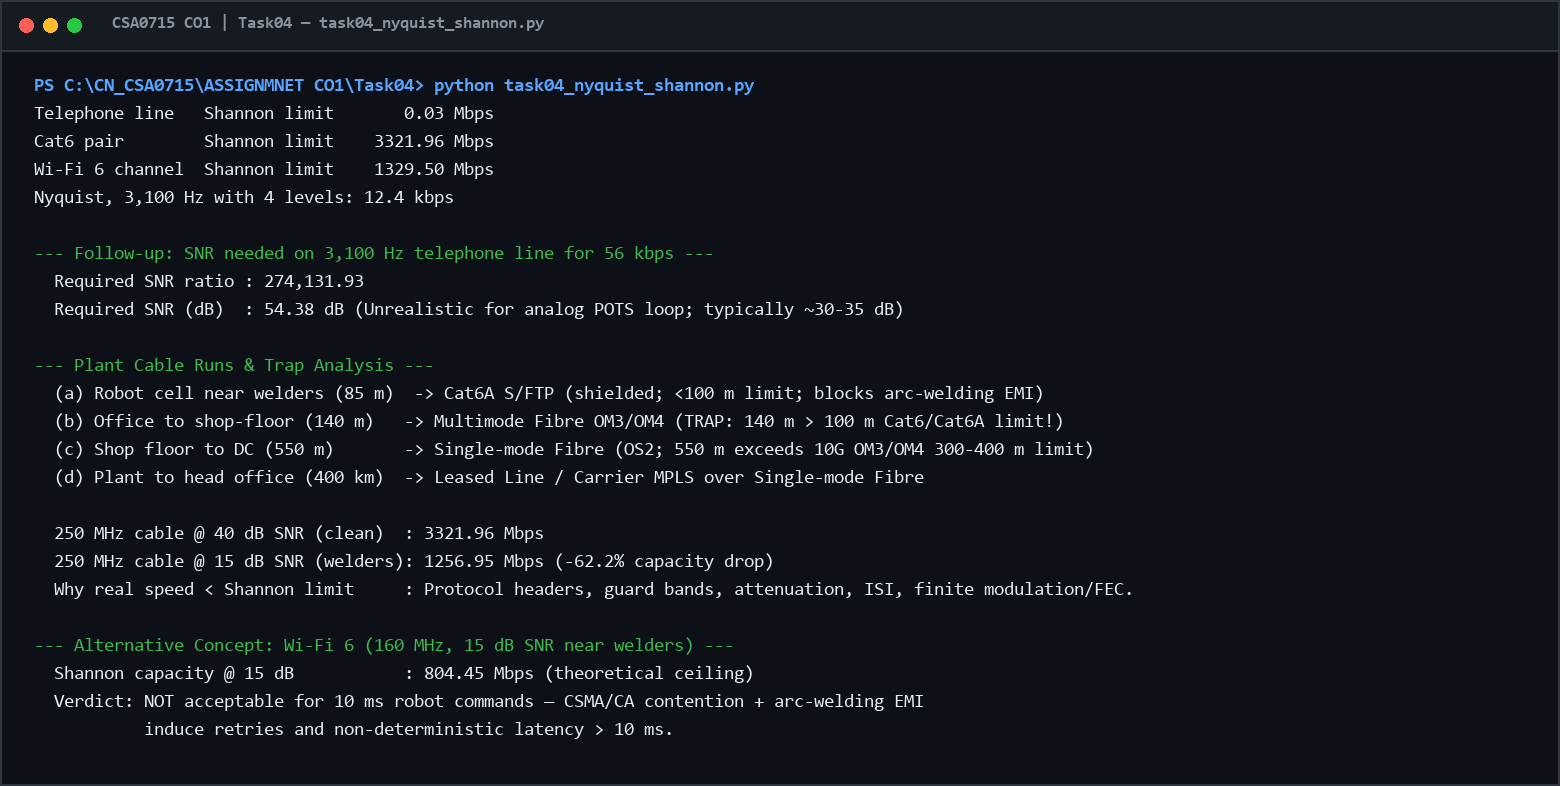 CSA0715 CO1 | Task04 — task04_nyquist_shannon.py
PS C:\CN_CSA0715\ASSIGNMNET CO1\Task04> python task04_nyquist_shannon.py
Telephone line   Shannon limit       0.03 Mbps
Cat6 pair        Shannon limit    3321.96 Mbps
Wi-Fi 6 channel  Shannon limit    1329.50 Mbps
Nyquist, 3,100 Hz with 4 levels: 12.4 kbps
--- Follow-up: SNR needed on 3,100 Hz telephone line for 56 kbps ---
  Required SNR ratio : 274,131.93
  Required SNR (dB)  : 54.38 dB (Unrealistic for analog POTS loop; typically ~30-35 dB)
--- Plant Cable Runs & Trap Analysis ---
  (a) Robot cell near welders (85 m)  -> Cat6A S/FTP (shielded; <100 m limit; blocks arc-welding EMI)
  (b) Office to shop-floor (140 m)   -> Multimode Fibre OM3/OM4 (TRAP: 140 m > 100 m Cat6/Cat6A limit!)
  (c) Shop floor to DC (550 m)       -> Single-mode Fibre (OS2; 550 m exceeds 10G OM3/OM4 300-400 m limit)
  (d) Plant to head office (400 km)  -> Leased Line / Carrier MPLS over Single-mode Fibre
  250 MHz cable @ 40 dB SNR (clean)  : 3321.96 Mbps
  250 MHz cable @ 15 dB SNR (welders): 1256.95 Mbps (-62.2% capacity drop)
  Why real speed < Shannon limit     : Protocol headers, guard bands, attenuation, ISI, finite modulation/FEC.
--- Alternative Concept: Wi-Fi 6 (160 MHz, 15 dB SNR near welders) ---
  Shannon capacity @ 15 dB           : 804.45 Mbps (theoretical ceiling)
  Verdict: NOT acceptable for 10 ms robot commands — CSMA/CA contention + arc-welding EMI
           induce retries and non-deterministic latency > 10 ms.